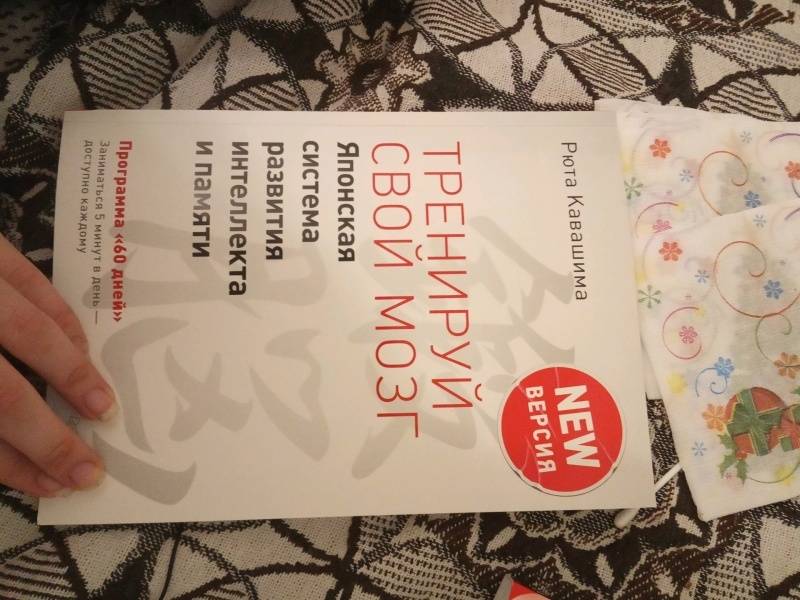 Рюта Кавашима
ТРЕНИРУЙ
СВОЙ МОЗГ
Японская
система
развития
интеллекта
и памяти
NEW
ВЕРСИЯ
Программа «60 дней»
Заниматься 5 минут в день —
доступно каждому